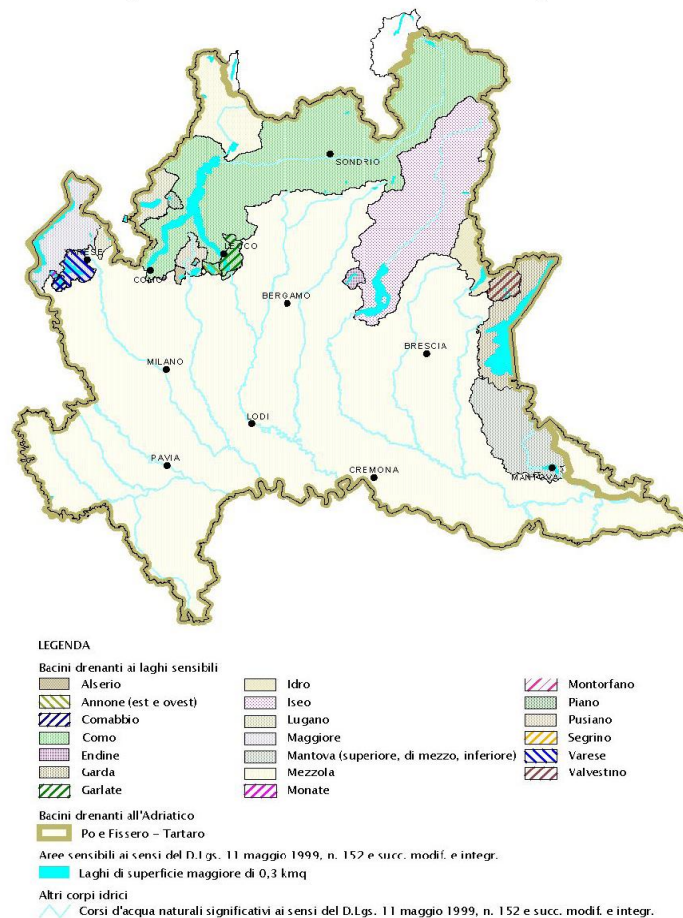 SONDRIO
LECCO
COMO
BERGAMO
BRESCIA
MILANO
LODI
PAVIA
CREMONA
MANTOVA
LEGENDA
Bacini drenanti ai laghi sensibili
Alserio
Annone (est e ovest)
Comabbio
Como
Endine
Garda
Garlate
Idro
Iseo
Lugano
Maggiore
Mantova (superiore, di mezzo, inferiore)
Mezzola
Monate
Montorfano
Piano
Pusiano
Segrino
Varese
Valvestino
Bacini drenanti all'Adriatico
Po e Fissero – Tartaro
Aree sensibili ai sensi del D.Lgs. 11 maggio 1999, n. 152 e succ. modif. e integr.
Laghi di superficie maggiore di 0,3 kmq
Altri corpi idrici
Corsi d'acqua naturali significativi ai sensi del D.Lgs. 11 maggio 1999, n. 152 e succ. modif. e integr.